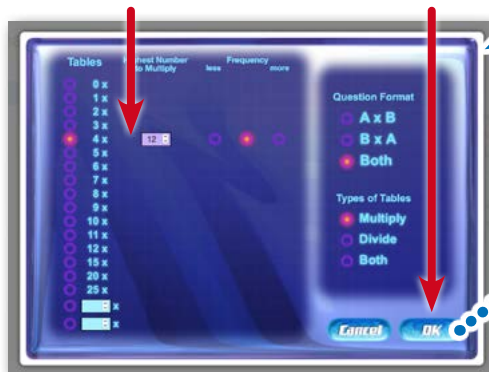 Tables Highest Number to Multiply Frequency
less more
0 x
1 x
2 x
3 x
4 x 12
5 x
6 x
7 x
8 x
9 x
10 x
11 x
12 x
15 x
20 x
25 x
x
x
Question Format
A x B
B x A
Both
Types of Tables
Multiply
Divide
Both
Cancel OK